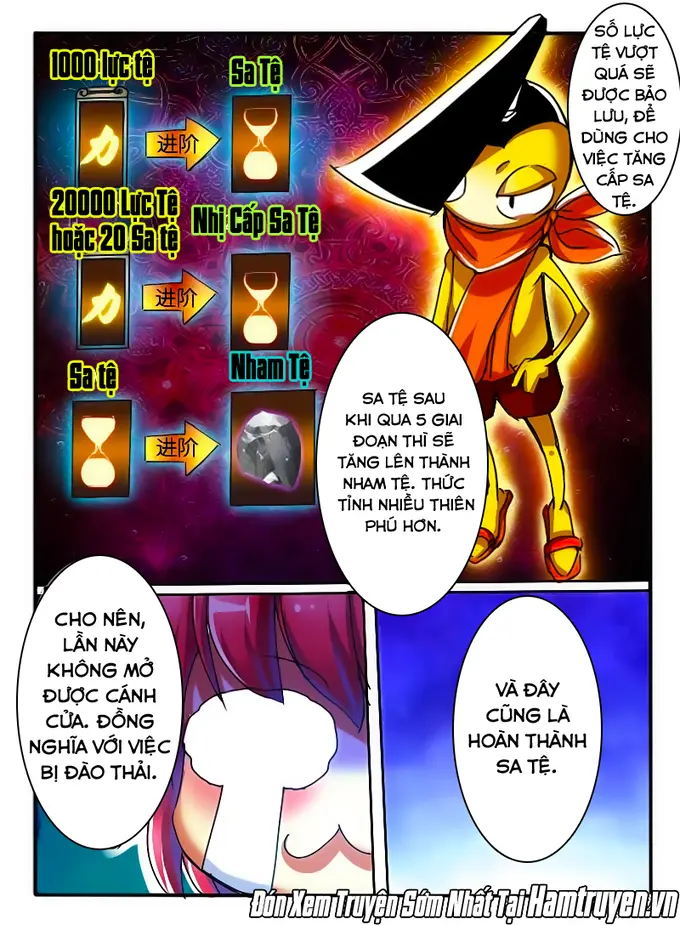 1000 lực tệ
Sa Tệ
力
进阶
20000 Lực Tệ
hoặc 20 Sa tệ
Nhị Cấp Sa Tệ
力
进阶
Sa tệ
Nham Tệ
进阶
SỐ LỰC
TỆ VƯỢT
QUÁ SẼ
ĐƯỢC BẢO
LƯU, ĐỂ
DÙNG CHO
VIỆC TĂNG
CẤP SA
TỆ.
SA TỆ SAU
KHI QUA 5 GIAI
ĐOẠN THÌ SẼ
TĂNG LÊN THÀNH
NHAM TỆ. THỨC
TỈNH NHIỀU THIÊN
PHÚ HƠN.
CHO NÊN,
LẦN NÀY
KHÔNG MỞ
ĐƯỢC CÁNH
CỬA. ĐỒNG
NGHĨA VỚI VIỆC
BỊ ĐÀO THẢI.
VÀ ĐÂY
CŨNG LÀ
HOÀN THÀNH
SA TỆ.
Đón Xem Truyện Sớm Nhất Tại Hamtruyen.vn